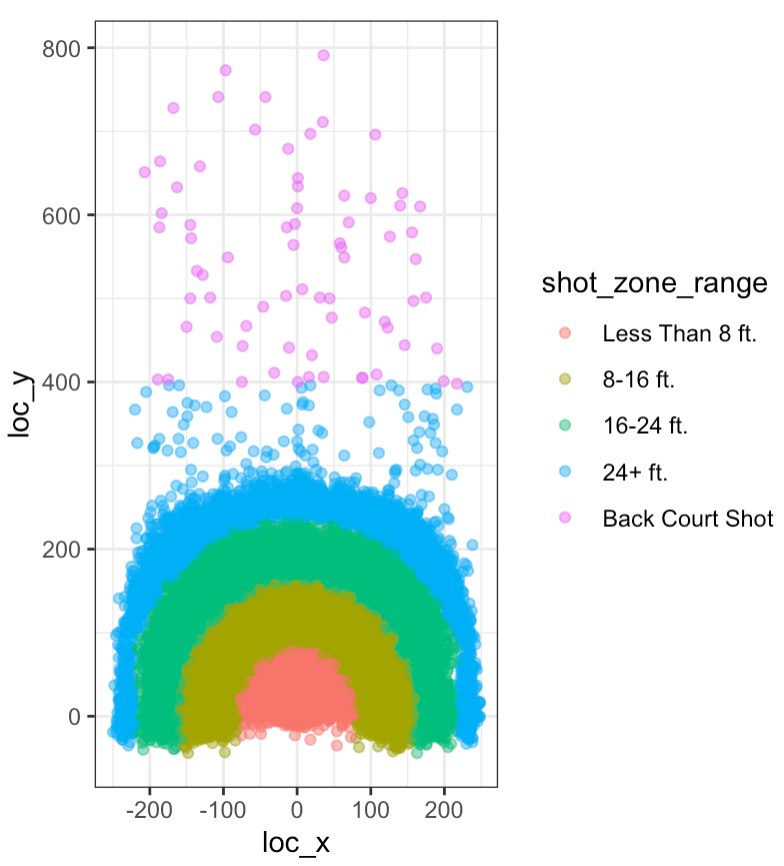 800
600
400
200
0
loc_y
-200 -100 0 100 200
loc_x
shot_zone_range
Less Than 8 ft.
8-16 ft.
16-24 ft.
24+ ft.
Back Court Shot